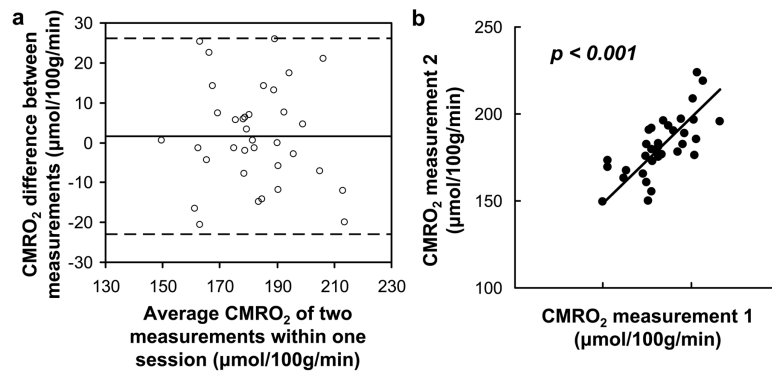 a
CMRO2 difference between
measurements (μmol/100g/min)
30
20
10
0
-10
-20
-30
130
150
170
190
210
230
Average CMRO2 of two
measurements within one
session (μmol/100g/min)
b
p < 0.001
CMRO2 measurement 2
(μmol/100g/min)
250
200
150
100
CMRO2 measurement 1
(μmol/100g/min)